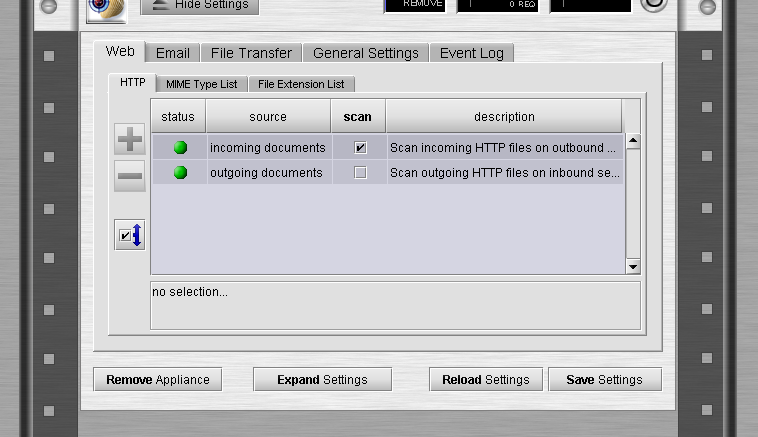 Hide Settings
REMOVE
0 REQ
Web Email File Transfer General Settings Event Log
HTTP MIME Type List File Extension List
status source scan description
incoming documents Scan incoming HTTP files on outbound ...
outgoing documents Scan outgoing HTTP files on inbound se...
no selection...
Remove Appliance Expand Settings Reload Settings Save Settings